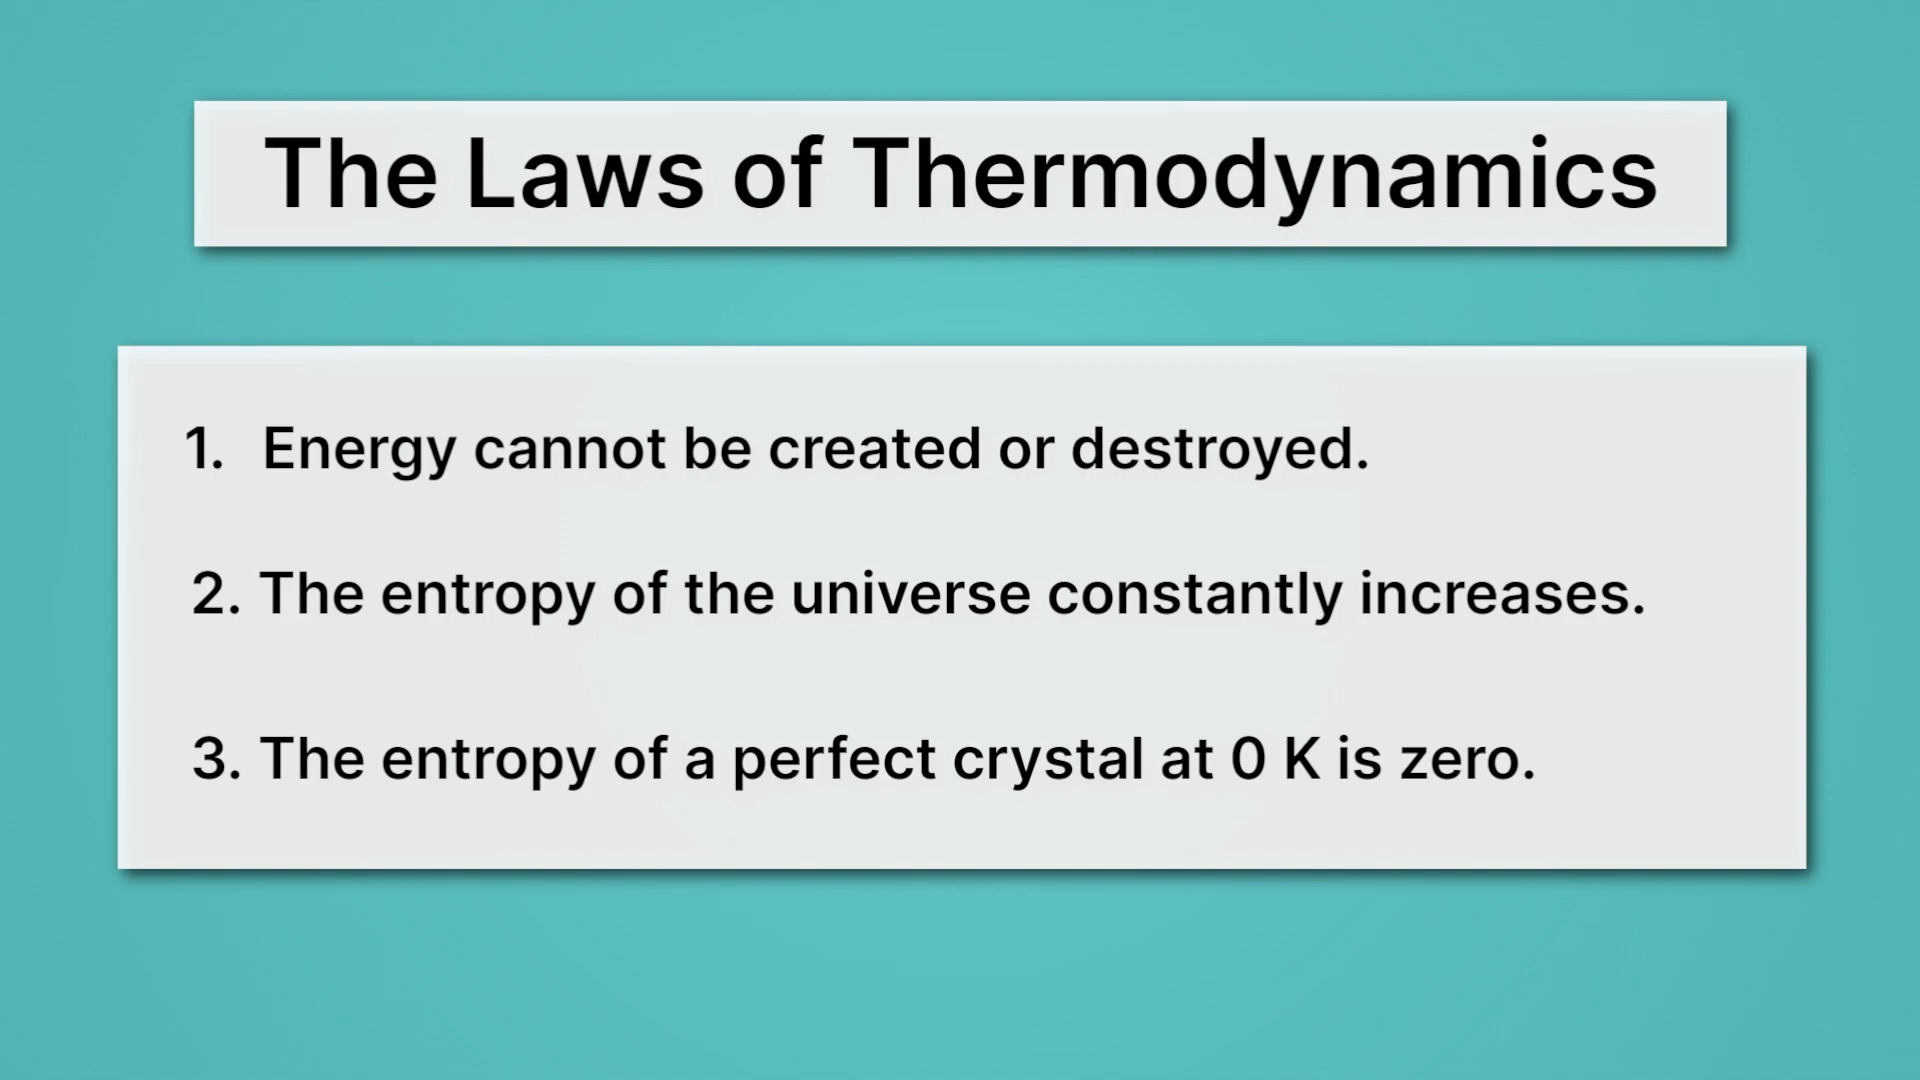 The Laws of Thermodynamics
1. Energy cannot be created or destroyed.
2. The entropy of the universe constantly increases.
3. The entropy of a perfect crystal at 0 K is zero.